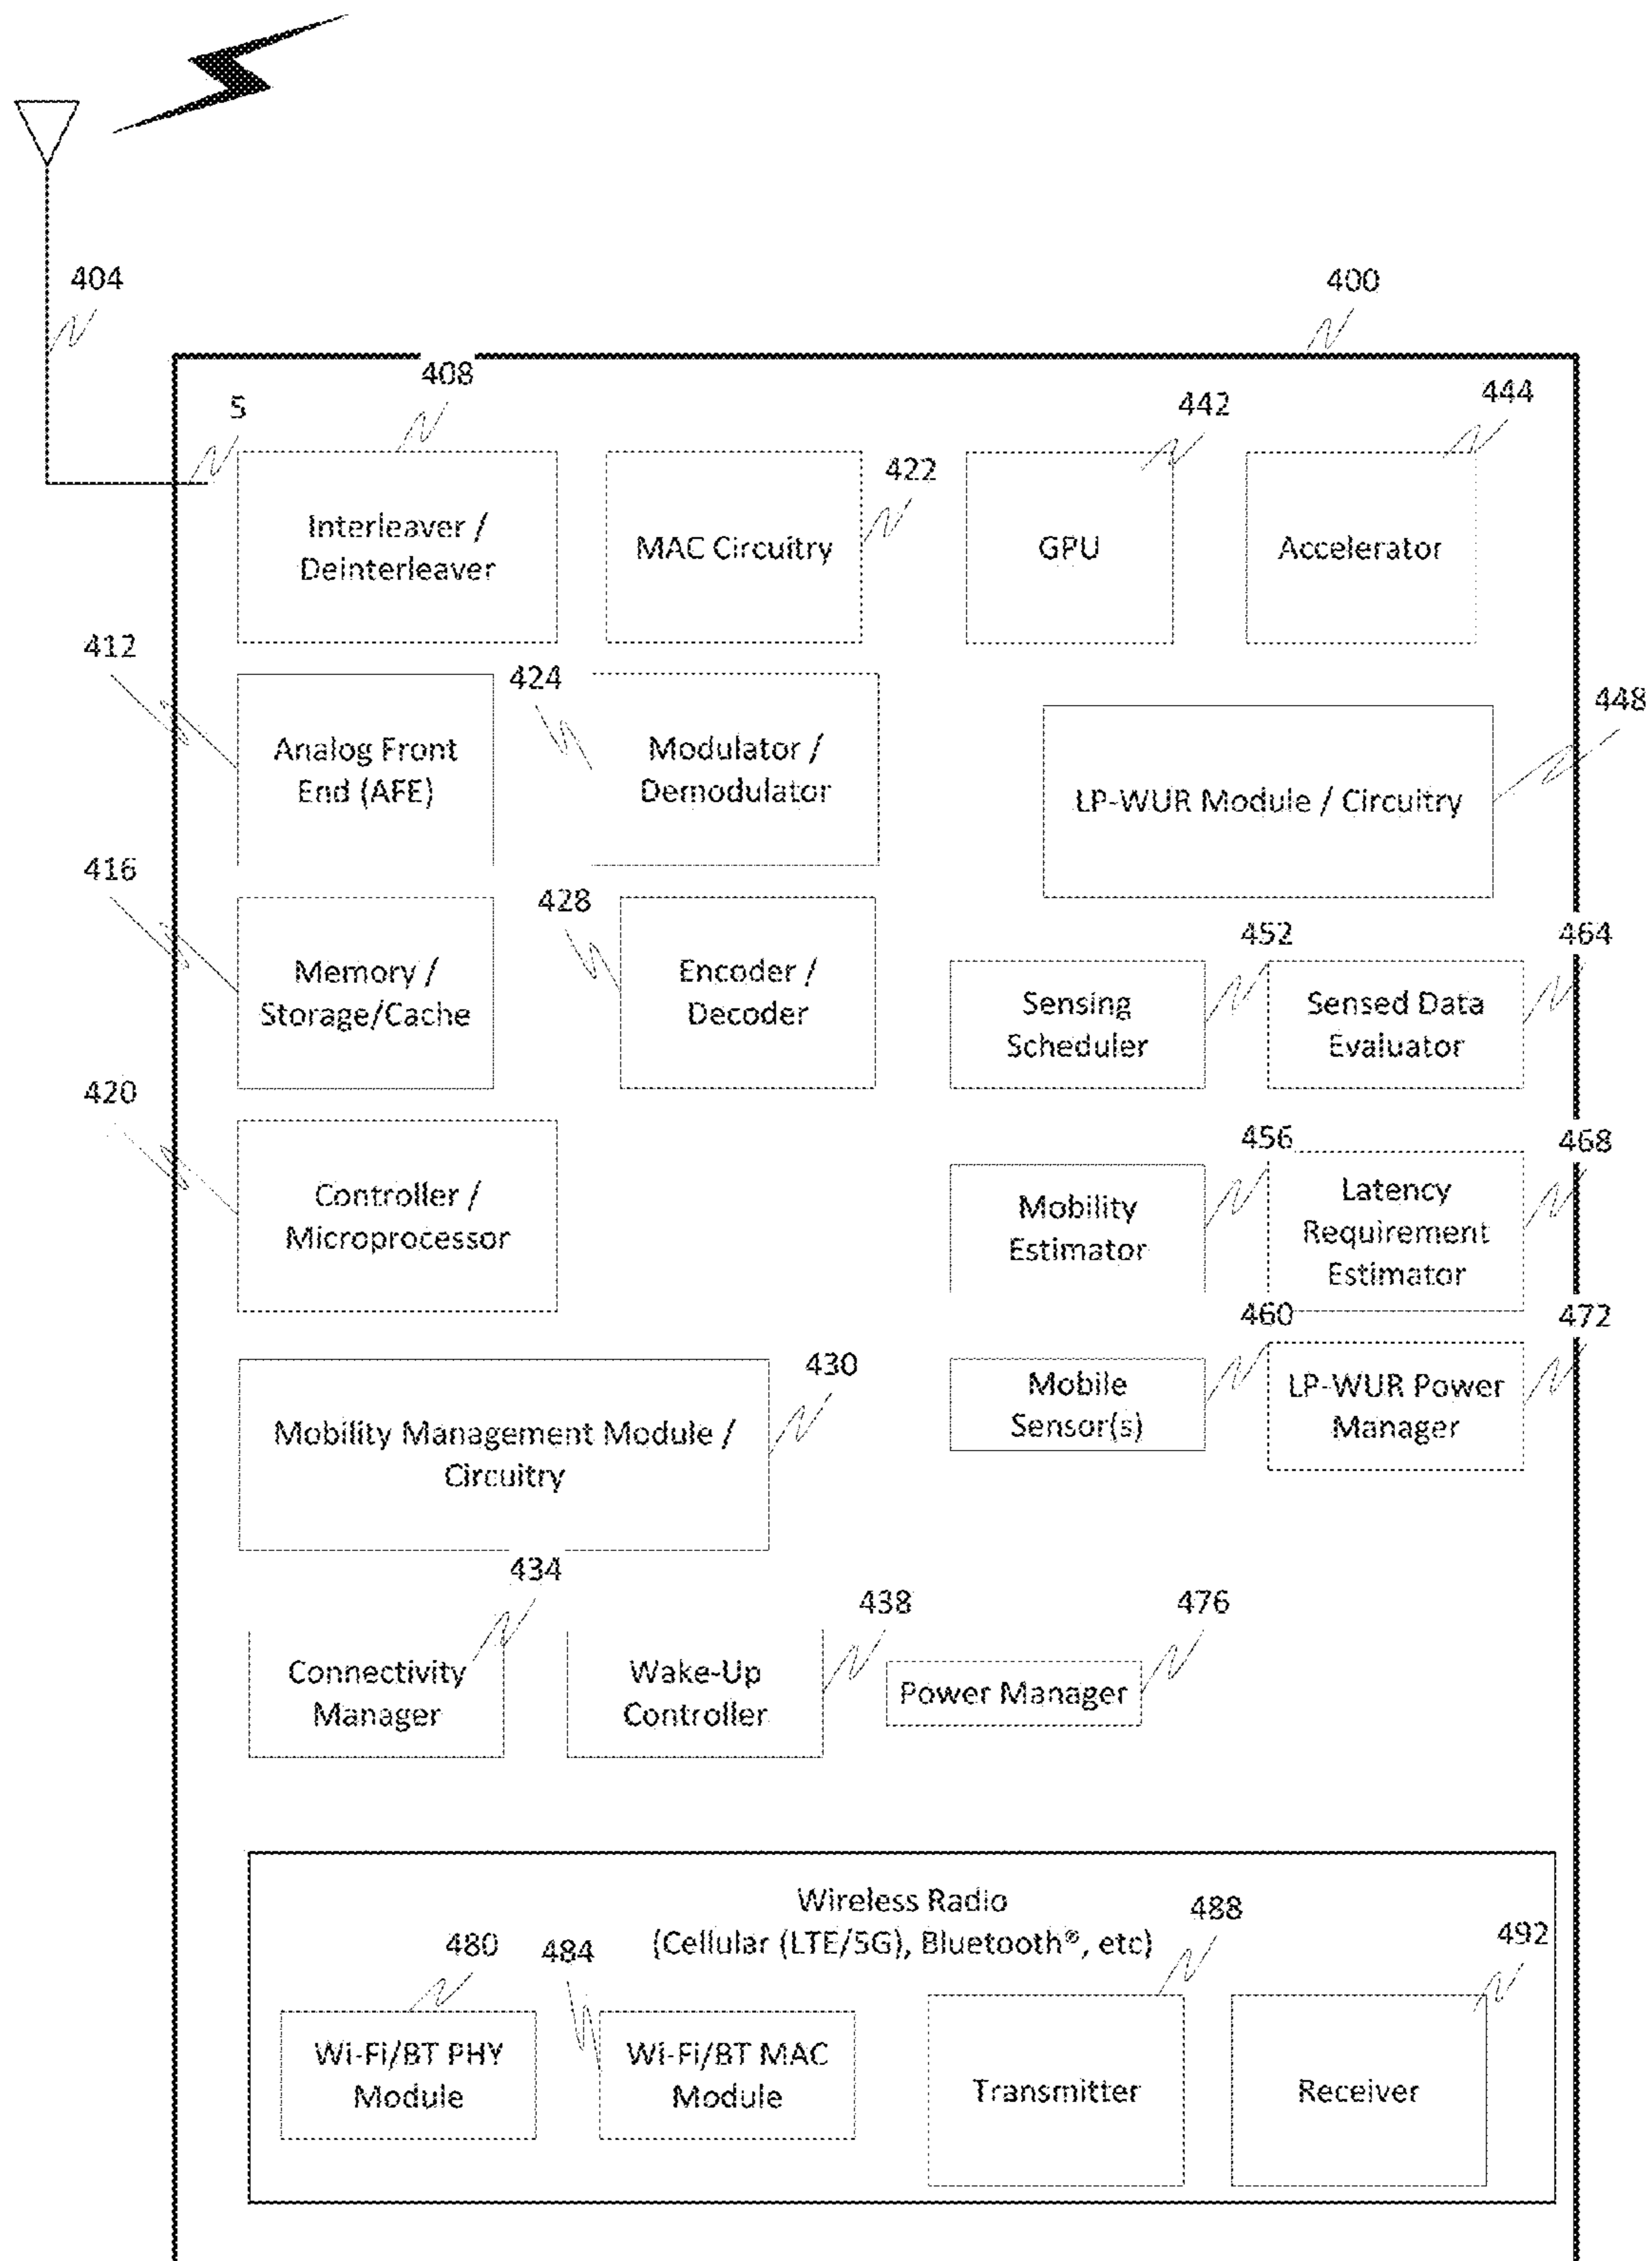 404
400
408
5
442
444
422
Interleaver /
Deinterleaver
MAC Circuitry
GPU
Accelerator
412
424
448
Analog Front
End (AFE)
Modulator /
Demodulator
LP-WUR Module / Circuitry
416
428
452
464
Memory /
Storage/Cache
Encoder /
Decoder
Sensing
Scheduler
Sensed Data
Evaluator
420
456
468
Controller /
Microprocessor
Mobility
Estimator
Latency
Requirement
Estimator
460
472
430
Mobility Management Module /
Circuitry
Mobile
Sensor(s)
LP-WUR Power
Manager
434
438
476
Connectivity
Manager
Wake-Up
Controller
Power Manager
Wireless Radio
(Cellular (LTE/5G), Bluetooth®, etc)
480
484
488
492
Wi-Fi/BT PHY
Module
Wi-Fi/BT MAC
Module
Transmitter
Receiver